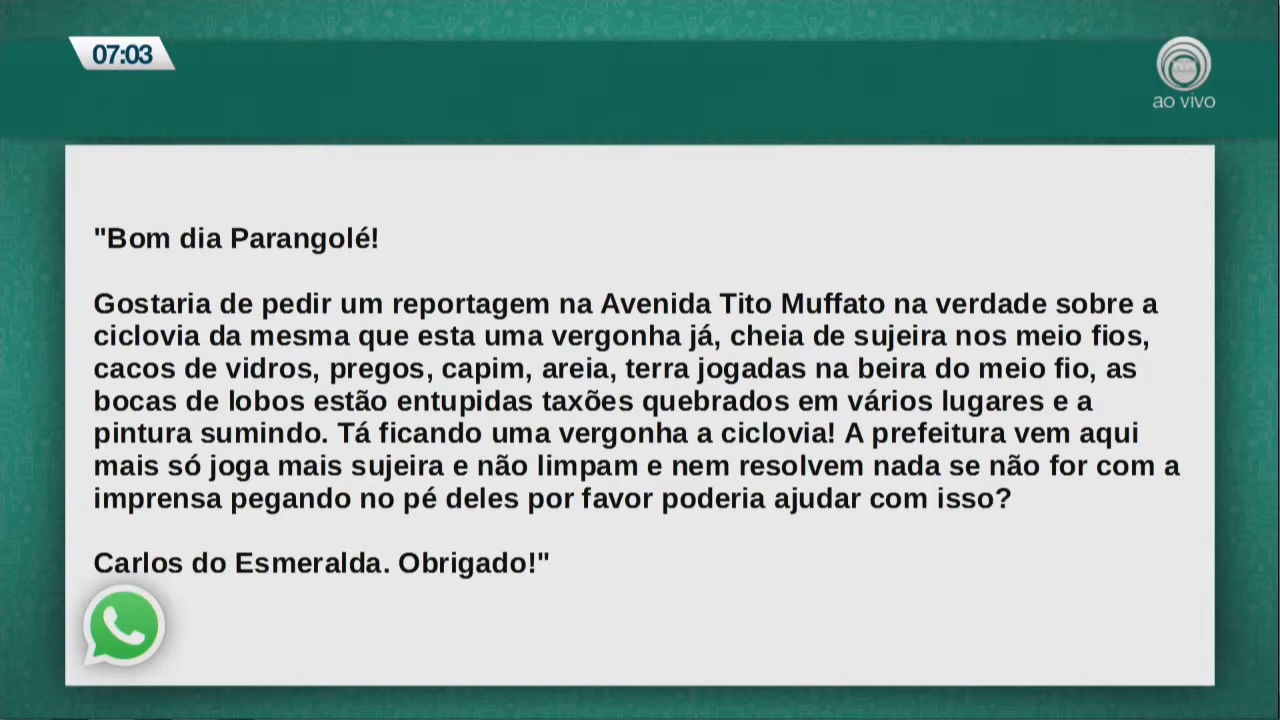 07:03
ao vivo
"Bom dia Parangolé!
Gostaria de pedir um reportagem na Avenida Tito Muffato na verdade sobre a
ciclovia da mesma que esta uma vergonha já, cheia de sujeira nos meio fios,
cacos de vidros, pregos, capim, areia, terra jogadas na beira do meio fio, as
bocas de lobos estão entupidas taxões quebrados em vários lugares e a
pintura sumindo. Tá ficando uma vergonha a ciclovia! A prefeitura vem aqui
mais só joga mais sujeira e não limpam e nem resolvem nada se não for com a
imprensa pegando no pé deles por favor poderia ajudar com isso?
Carlos do Esmeralda. Obrigado!"